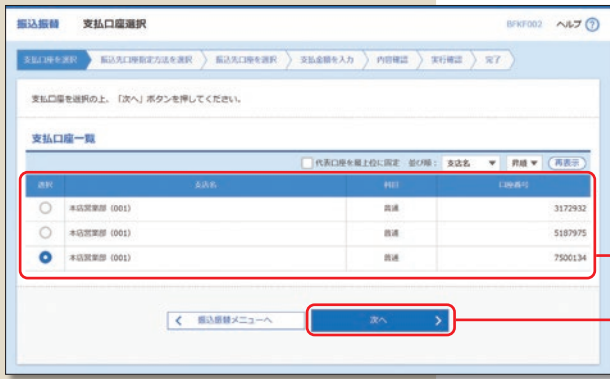 振込振替 支払口座選択 BFKF002 ヘルプ ?
支払口座を選択 振込先口座指定方法を選択 振込先口座を選択 支払金額を入力 内容確認 実行確認 完了
支払口座を選択の上、「次へ」ボタンを押してください。
支払口座一覧
代表口座を最上位に固定 並び順： 支店名 昇順 再表示
選択 支店名 科目 口座番号
本店営業部（001） 普通 3172932
本店営業部（001） 普通 5187975
本店営業部（001） 普通 7500134
振込振替メニューへ 次へ